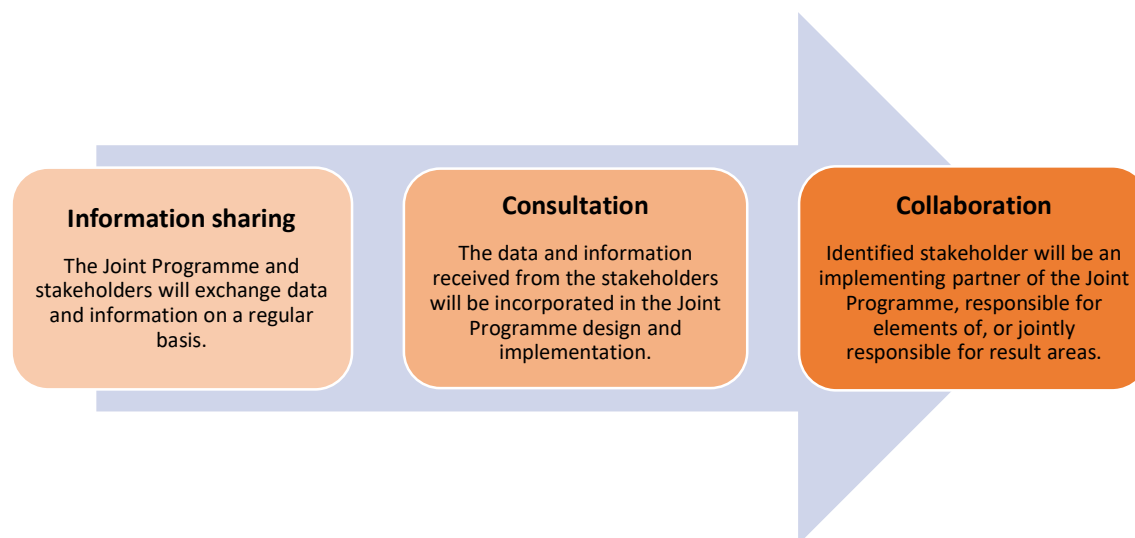 Information sharing
The Joint Programme and
stakeholders will exchange data
and information on a regular
basis.
Consultation
The data and information
received from the stakeholders
will be incorporated in the Joint
Programme design and
implementation.
Collaboration
Identified stakeholder will be an
implementing partner of the Joint
Programme, responsible for
elements of, or jointly
responsible for result areas.